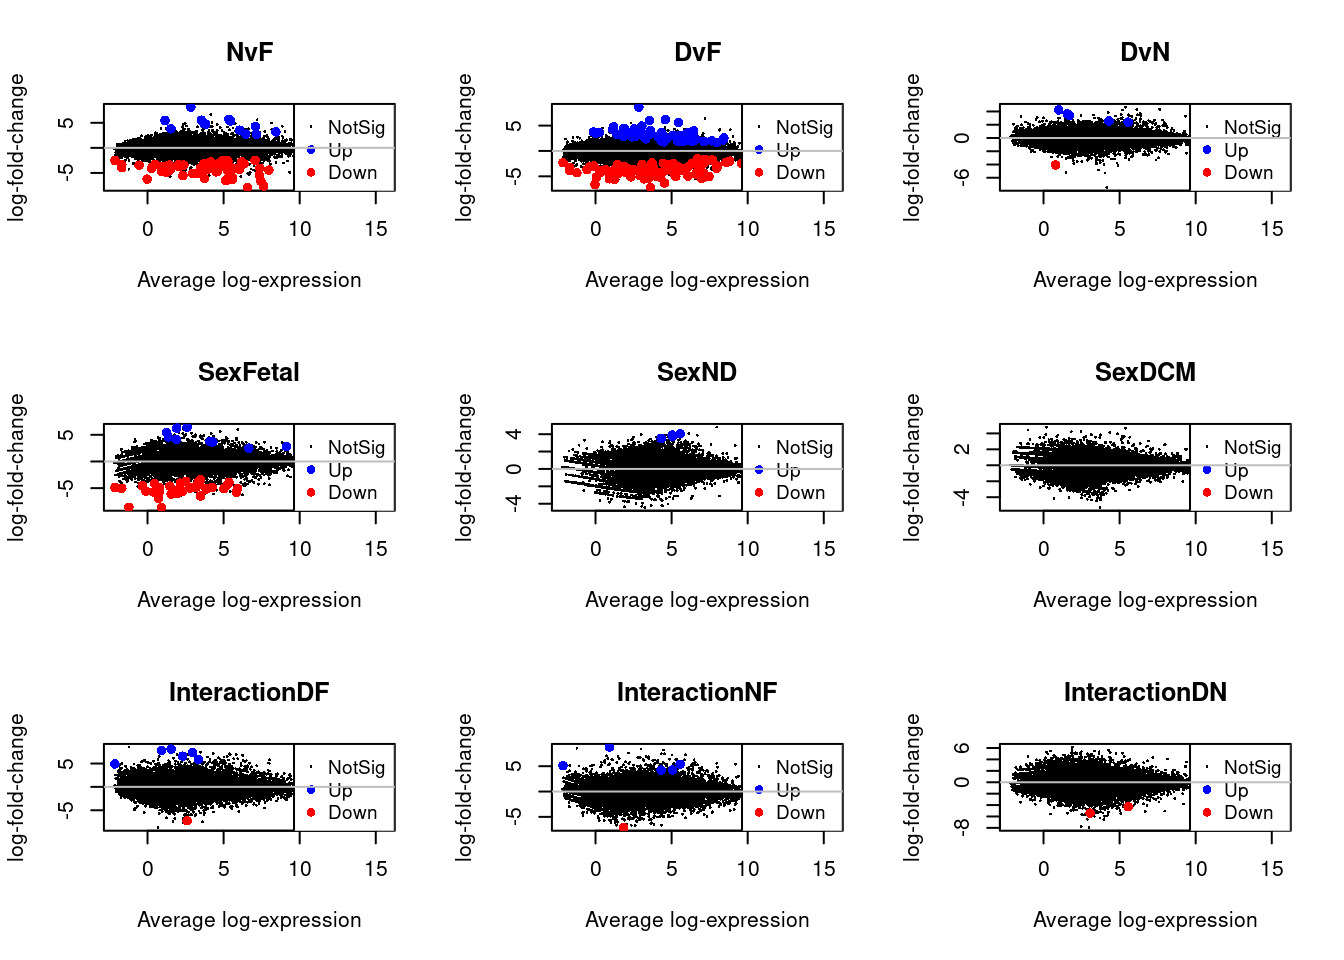 NvF
log-fold-change
5
-5
NotSig
Up
Down
0 5 10 15
Average log-expression
DvF
log-fold-change
5
-5
NotSig
Up
Down
0 5 10 15
Average log-expression
DvN
log-fold-change
0
-6
NotSig
Up
Down
0 5 10 15
Average log-expression
SexFetal
log-fold-change
5
-5
NotSig
Up
Down
0 5 10 15
Average log-expression
SexND
log-fold-change
4
0
-4
NotSig
Up
Down
0 5 10 15
Average log-expression
SexDCM
log-fold-change
2
-4
NotSig
Up
Down
0 5 10 15
Average log-expression
InteractionDF
log-fold-change
5
-5
NotSig
Up
Down
0 5 10 15
Average log-expression
InteractionNF
log-fold-change
5
-5
NotSig
Up
Down
0 5 10 15
Average log-expression
InteractionDN
log-fold-change
6
0
-8
NotSig
Up
Down
0 5 10 15
Average log-expression